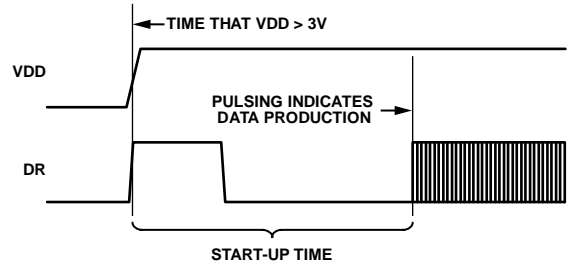 TIME THAT VDD > 3V
VDD
PULSING INDICATES
DATA PRODUCTION
DR
START-UP TIME